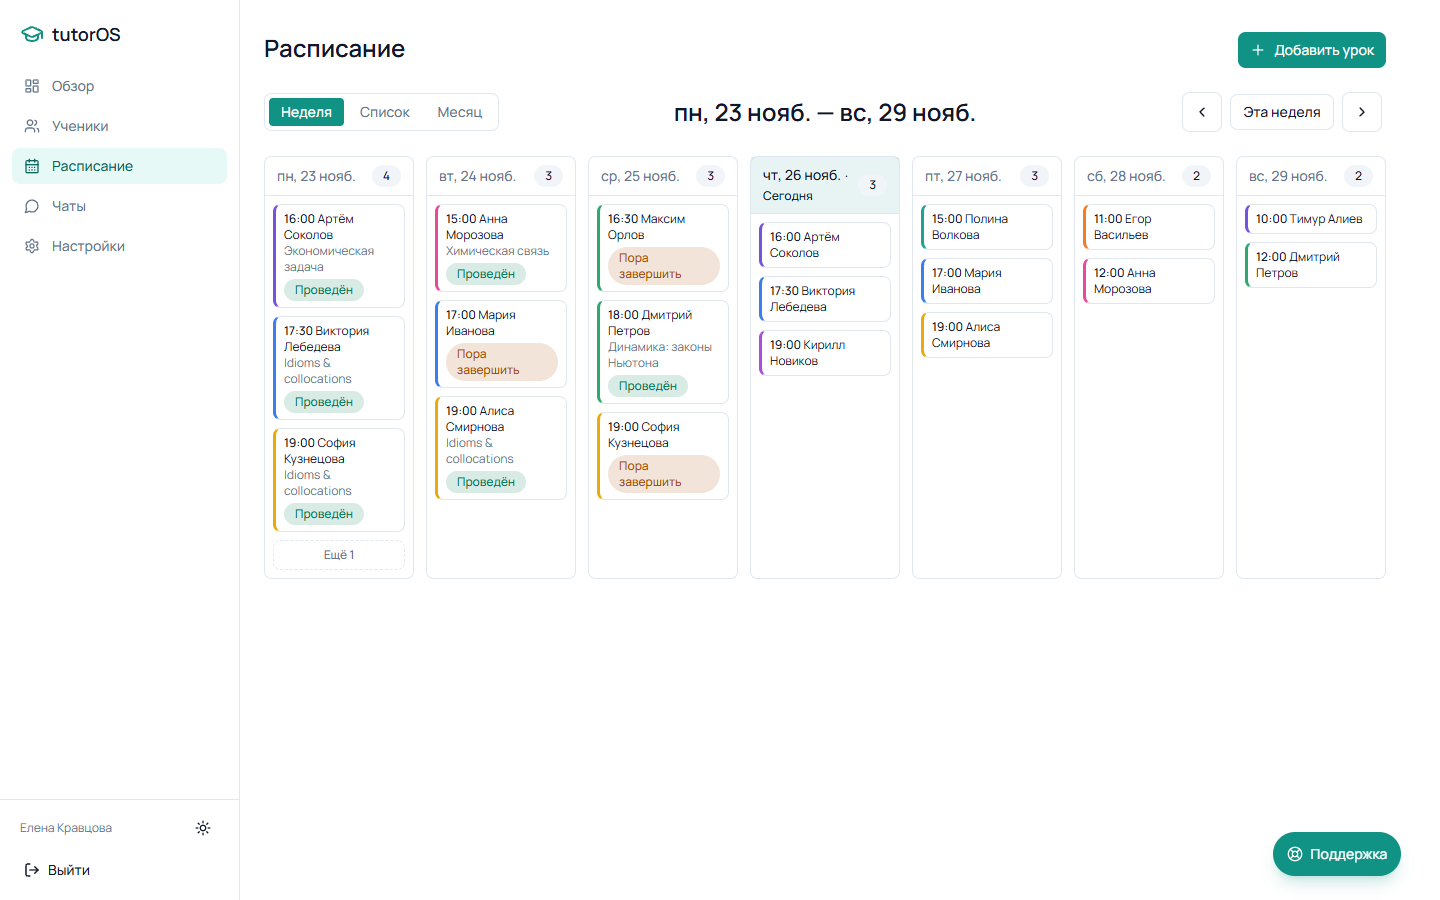 tutorOS
Обзор
Ученики
Расписание
Чаты
Настройки
Елена Кравцова
Выйти
Расписание
Добавить урок
Неделя
Список
Месяц
пн, 23 нояб. — вс, 29 нояб.
Эта неделя
пн, 23 нояб.
4
16:00 Артём
Соколов
Экономическая
задача
Проведён
17:30 Виктория
Лебедева
Idioms &
collocations
Проведён
19:00 София
Кузнецова
Idioms &
collocations
Проведён
Ещё 1
вт, 24 нояб.
3
15:00 Анна
Морозова
Химическая связь
Проведён
17:00 Мария
Иванова
Пора
завершить
19:00 Алиса
Смирнова
Idioms &
collocations
Проведён
ср, 25 нояб.
3
16:30 Максим
Орлов
Пора
завершить
18:00 Дмитрий
Петров
Динамика: законы
Ньютона
Проведён
19:00 София
Кузнецова
Пора
завершить
чт, 26 нояб. ·
Сегодня
3
16:00 Артём
Соколов
17:30 Виктория
Лебедева
19:00 Кирилл
Новиков
пт, 27 нояб.
3
15:00 Полина
Волкова
17:00 Мария
Иванова
19:00 Алиса
Смирнова
сб, 28 нояб.
2
11:00 Егор
Васильев
12:00 Анна
Морозова
вс, 29 нояб.
2
10:00 Тимур Алиев
12:00 Дмитрий
Петров
Поддержка